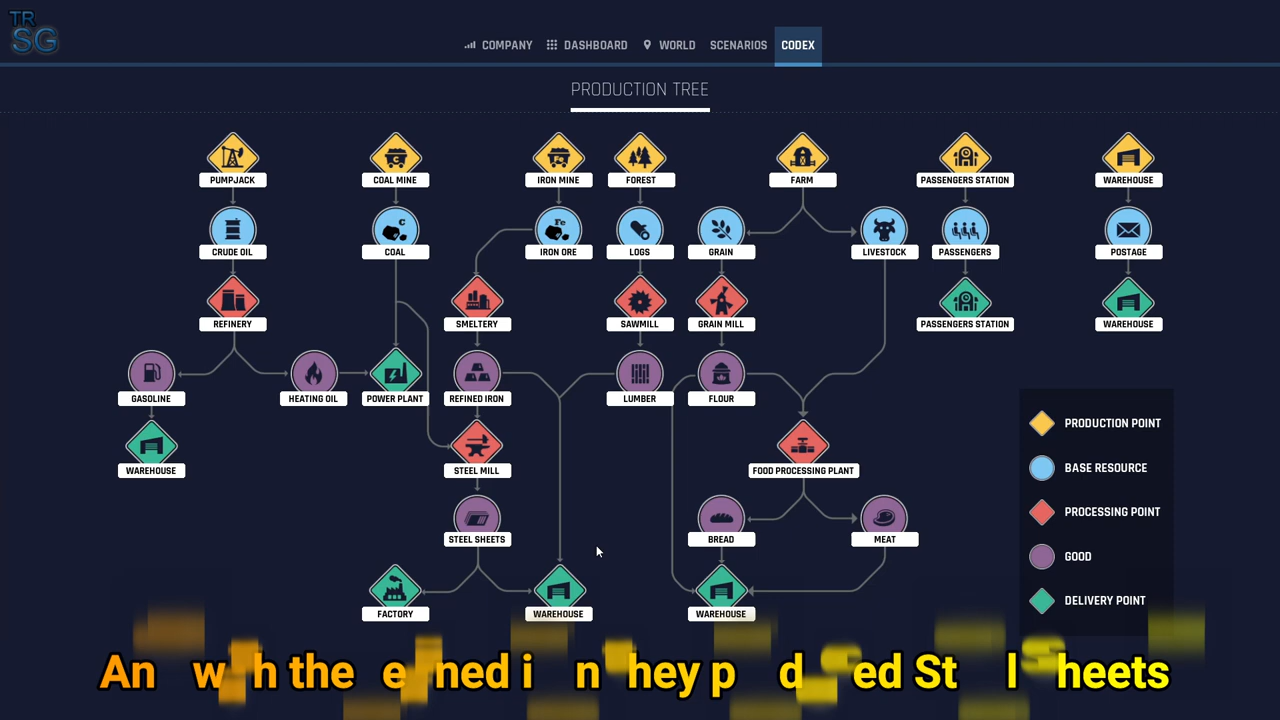 TR
SG
COMPANY DASHBOARD WORLD SCENARIOS CODEX
PRODUCTION TREE
PUMPJACK COAL MINE IRON MINE FOREST FARM PASSENGERS STATION WAREHOUSE
C Fe
CRUDE OIL COAL IRON ORE LOGS GRAIN LIVESTOCK PASSENGERS POSTAGE
REFINERY SMELTERY SAWMILL GRAIN MILL PASSENGERS STATION WAREHOUSE
GASOLINE HEATING OIL POWER PLANT REFINED IRON LUMBER FLOUR
WAREHOUSE STEEL MILL FOOD PROCESSING PLANT
STEEL SHEETS BREAD MEAT
FACTORY WAREHOUSE WAREHOUSE
PRODUCTION POINT
BASE RESOURCE
PROCESSING POINT
GOOD
DELIVERY POINT
the